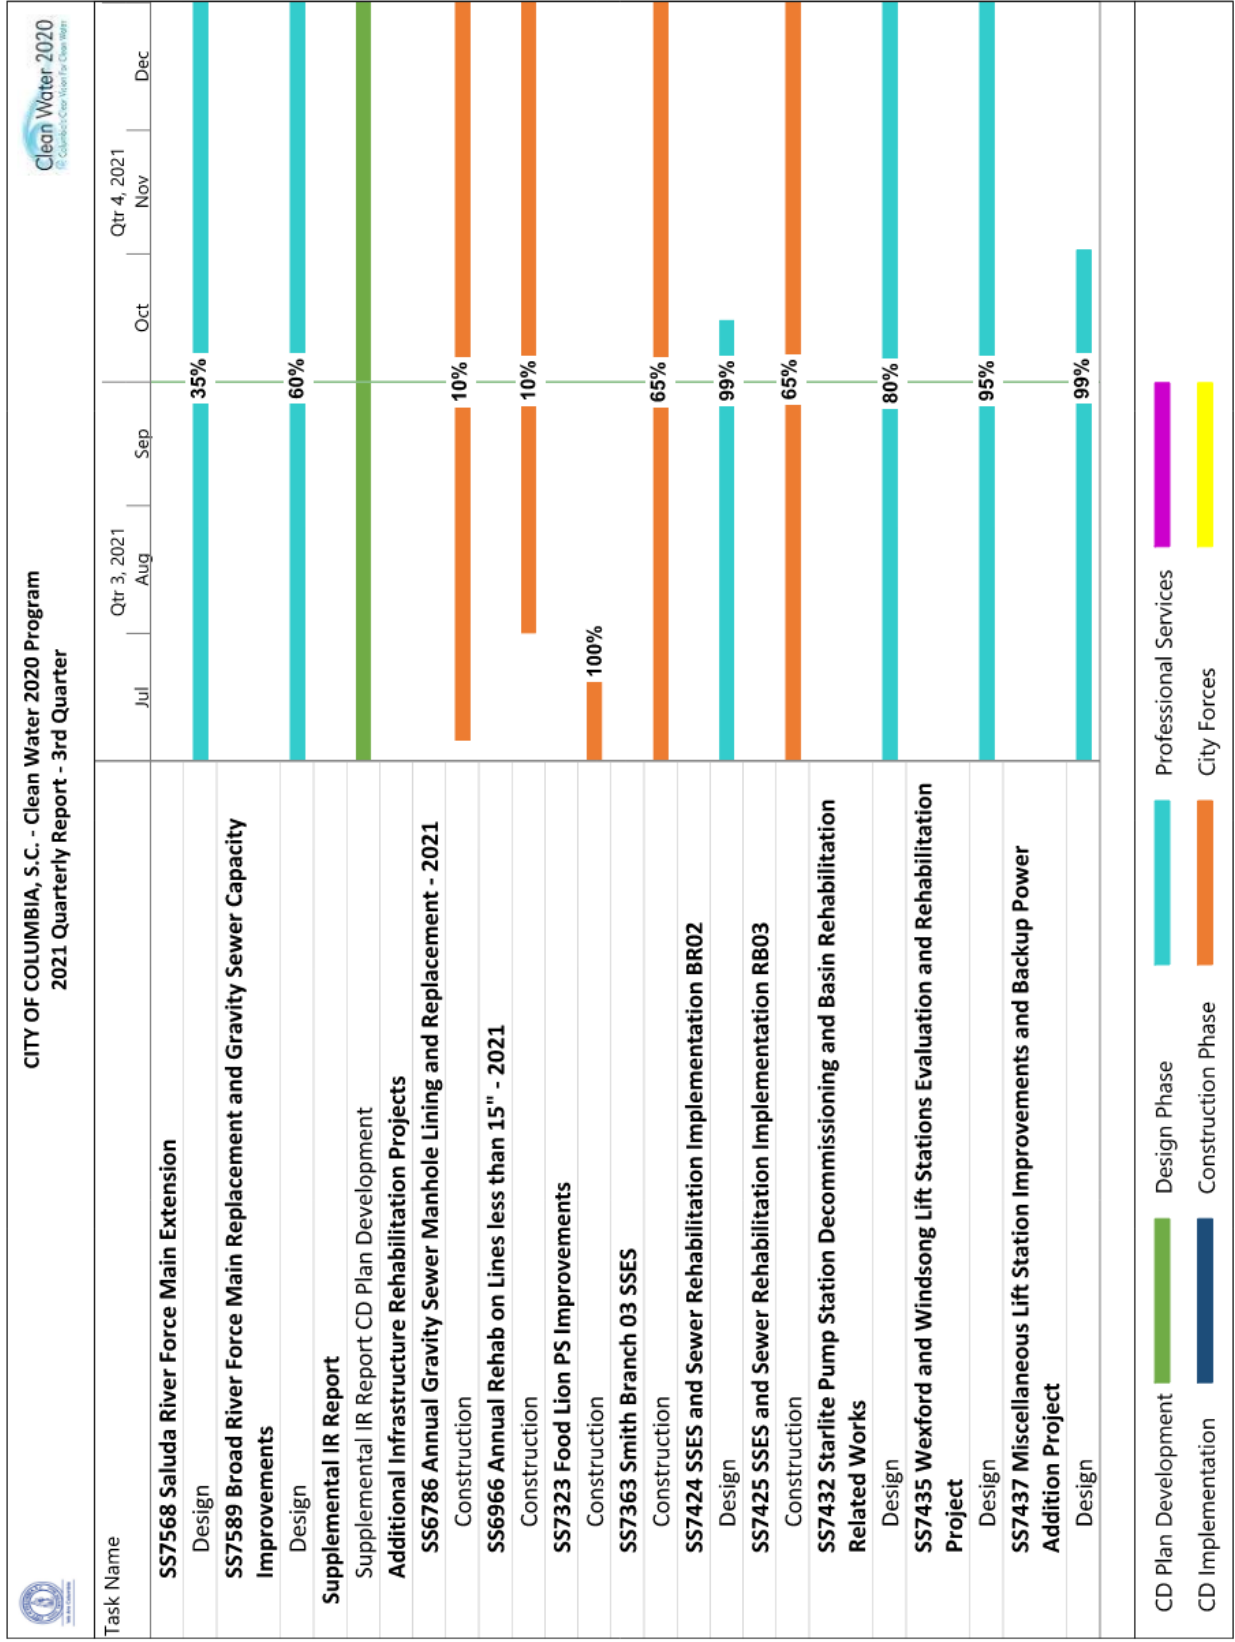 CITY OF COLUMBIA, S.C. - Clean Water 2020 Program
2021 Quarterly Report - 3rd Quarter
Clean Water 2020
Columbia's Clear Vision For Clean Water
Task Name
Qtr 3, 2021
Qtr 4, 2021
Jul
Aug
Sep
Oct
Nov
Dec
SS7568 Saluda River Force Main Extension
Design
35%
SS7589 Broad River Force Main Replacement and Gravity Sewer Capacity
Improvements
Design
60%
Supplemental IR Report
Supplemental IR Report CD Plan Development
Additional Infrastructure Rehabilitation Projects
SS6786 Annual Gravity Sewer Manhole Lining and Replacement - 2021
Construction
10%
SS6966 Annual Rehab on Lines less than 15" - 2021
Construction
10%
SS7323 Food Lion PS Improvements
Construction
100%
SS7363 Smith Branch 03 SSES
Construction
65%
SS7424 SSES and Sewer Rehabilitation Implementation BR02
Design
99%
SS7425 SSES and Sewer Rehabilitation Implementation RB03
Construction
65%
SS7432 Starlite Pump Station Decommissioning and Basin Rehabilitation
Related Works
Design
80%
SS7435 Wexford and Windsong Lift Stations Evaluation and Rehabilitation
Project
Design
95%
SS7437 Miscellaneous Lift Station Improvements and Backup Power
Addition Project
Design
99%
CD Plan Development
Design Phase
Professional Services
CD Implementation
Construction Phase
City Forces